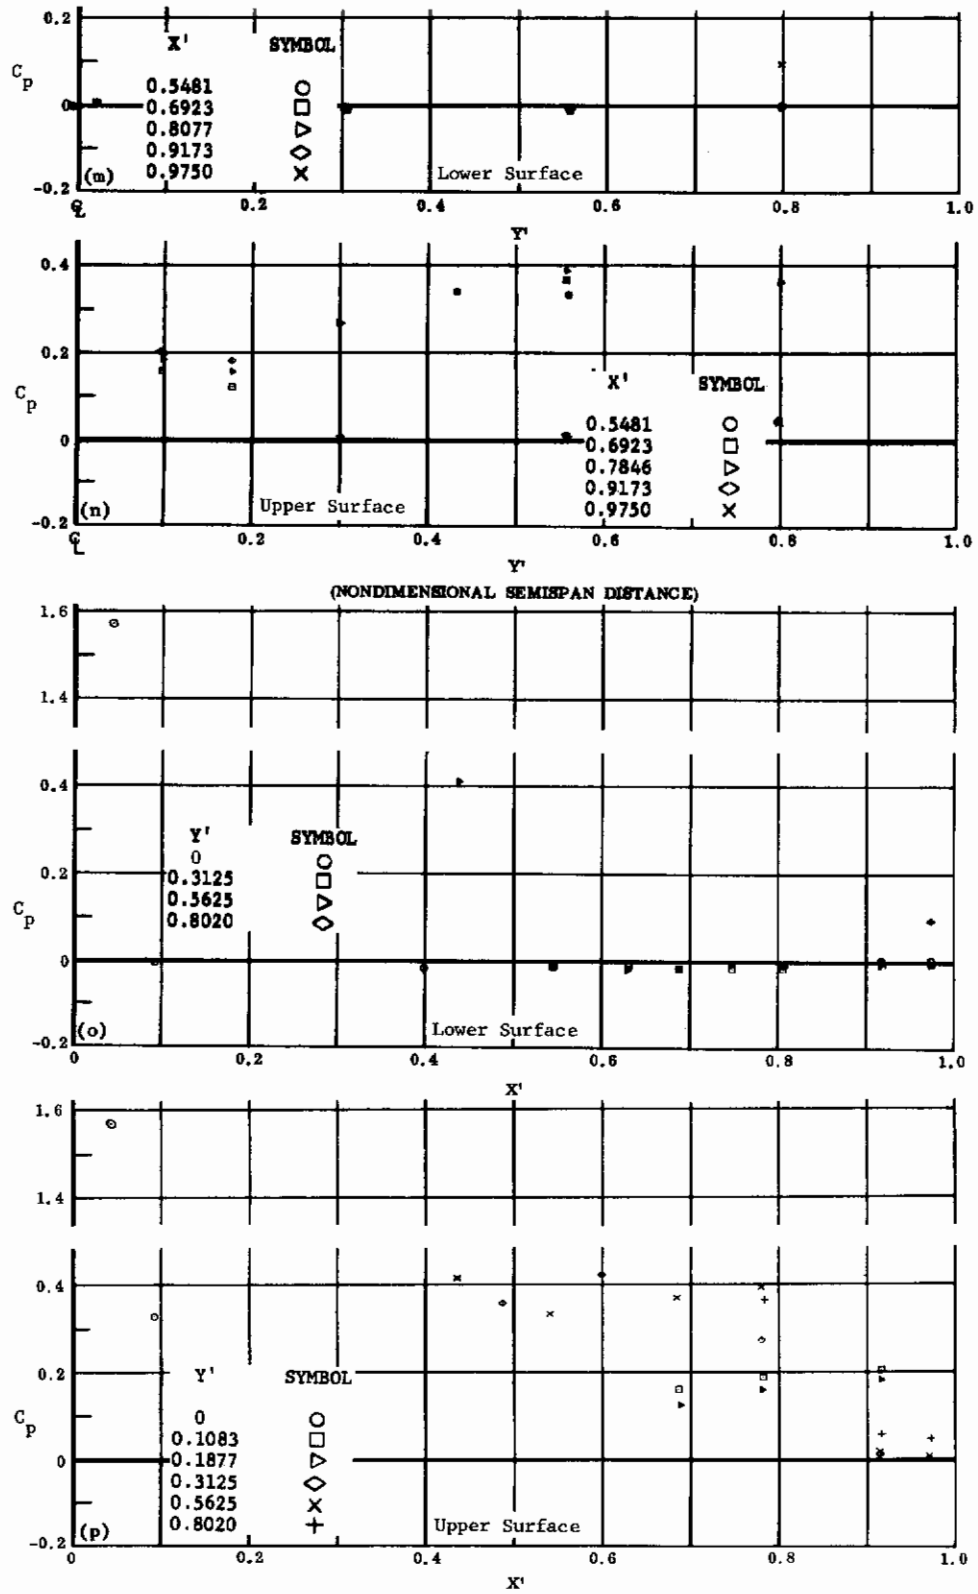 0.2
X' SYMBOL
C_p
0.5481 ○
0 0.6923 □
0.8077 ▷
0.9173 ◇
(m) 0.9750 × Lower Surface
-0.2
℄ 0.2 0.4 0.6 0.8 1.0
Y'
0.4
0.2
X' SYMBOL
C_p
0.5481 ○
0 0.6923 □
0.7846 ▷
0.9173 ◇
(n) Upper Surface 0.9750 ×
-0.2
℄ 0.2 0.4 0.6 0.8 1.0
Y'
(NONDIMENSIONAL SEMISPAN DISTANCE)
1.6
1.4
0.4
Y' SYMBOL
0 ○
0.2 0.3125 □
0.5625 ▷
C_p 0.8020 ◇
0
(o) Lower Surface
-0.2
0 0.2 0.4 0.6 0.8 1.0
X'
1.6
1.4
0.4
0.2
Y' SYMBOL
C_p 0 ○
0.1083 □
0 0.1877 ▷
0.3125 ◇
0.5625 ×
(p) 0.8020 + Upper Surface
-0.2
0 0.2 0.4 0.6 0.8 1.0
X'